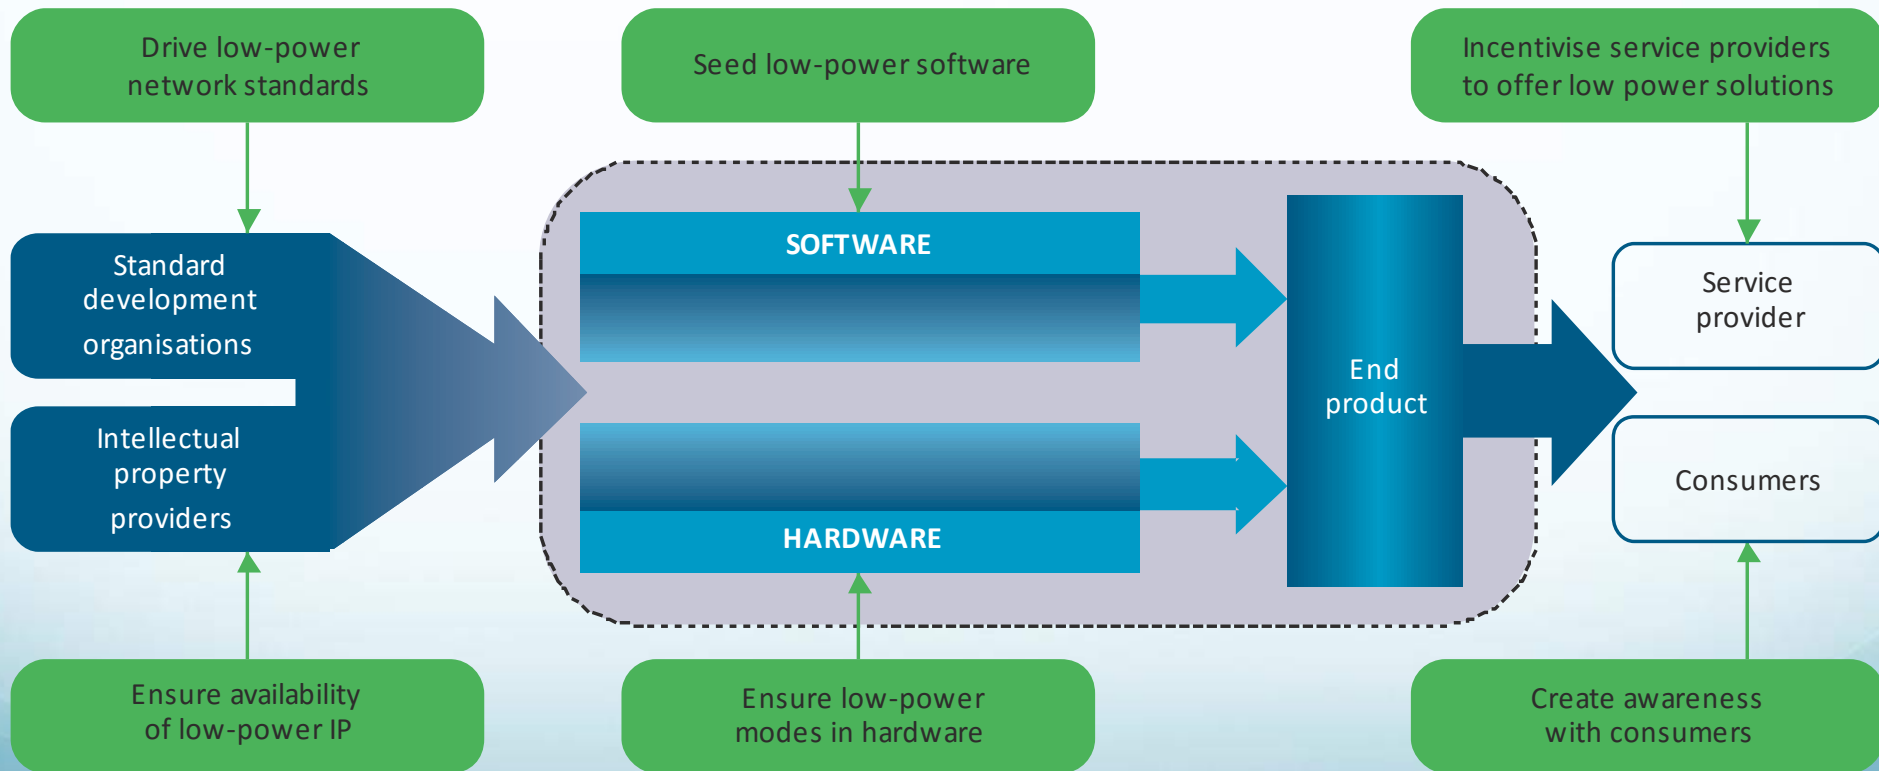 Drive low-power
network standards
Seed low-power software
Incentivise service providers
to offer low power solutions
Standard
development
organisations
Intellectual
property
providers
SOFTWARE
HARDWARE
End
product
Service
provider
Consumers
Ensure availability
of low-power IP
Ensure low-power
modes in hardware
Create awareness
with consumers